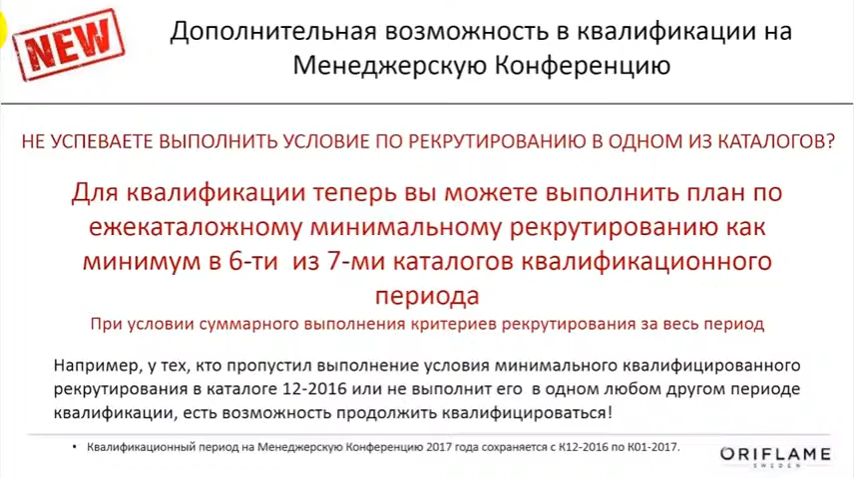 NEW
Дополнительная возможность в квалификации на
Менеджерскую Конференцию
НЕ УСПЕВАЕТЕ ВЫПОЛНИТЬ УСЛОВИЕ ПО РЕКРУТИРОВАНИЮ В ОДНОМ ИЗ КАТАЛОГОВ?
Для квалификации теперь вы можете выполнить план по
ежекаталожному минимальному рекрутированию как
минимум в 6-ти из 7-ми каталогов квалификационного
периода
При условии суммарного выполнения критериев рекрутирования за весь период
Например, у тех, кто пропустил выполнение условия минимального квалифицированного
рекрутирования в каталоге 12-2016 или не выполнит его в одном любом другом периоде
квалификации, есть возможность продолжить квалифицироваться!
• Квалификационный период на Менеджерскую Конференцию 2017 года сохраняется с К12-2016 по К01-2017.
ORIFLAME
SWEDEN